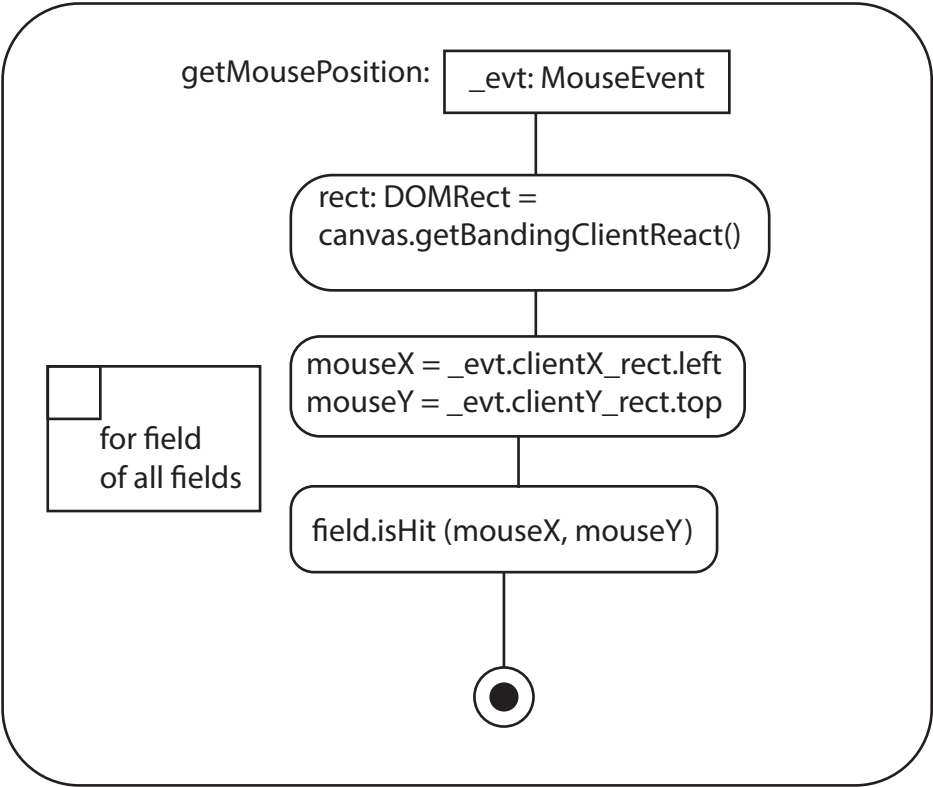 getMousePosition:
_evt: MouseEvent
rect: DOMRect =
canvas.getBandingClientReact()
mouseX = _evt.clientX_rect.left
mouseY = _evt.clientY_rect.top
for field
of all fields
field.isHit (mouseX, mouseY)